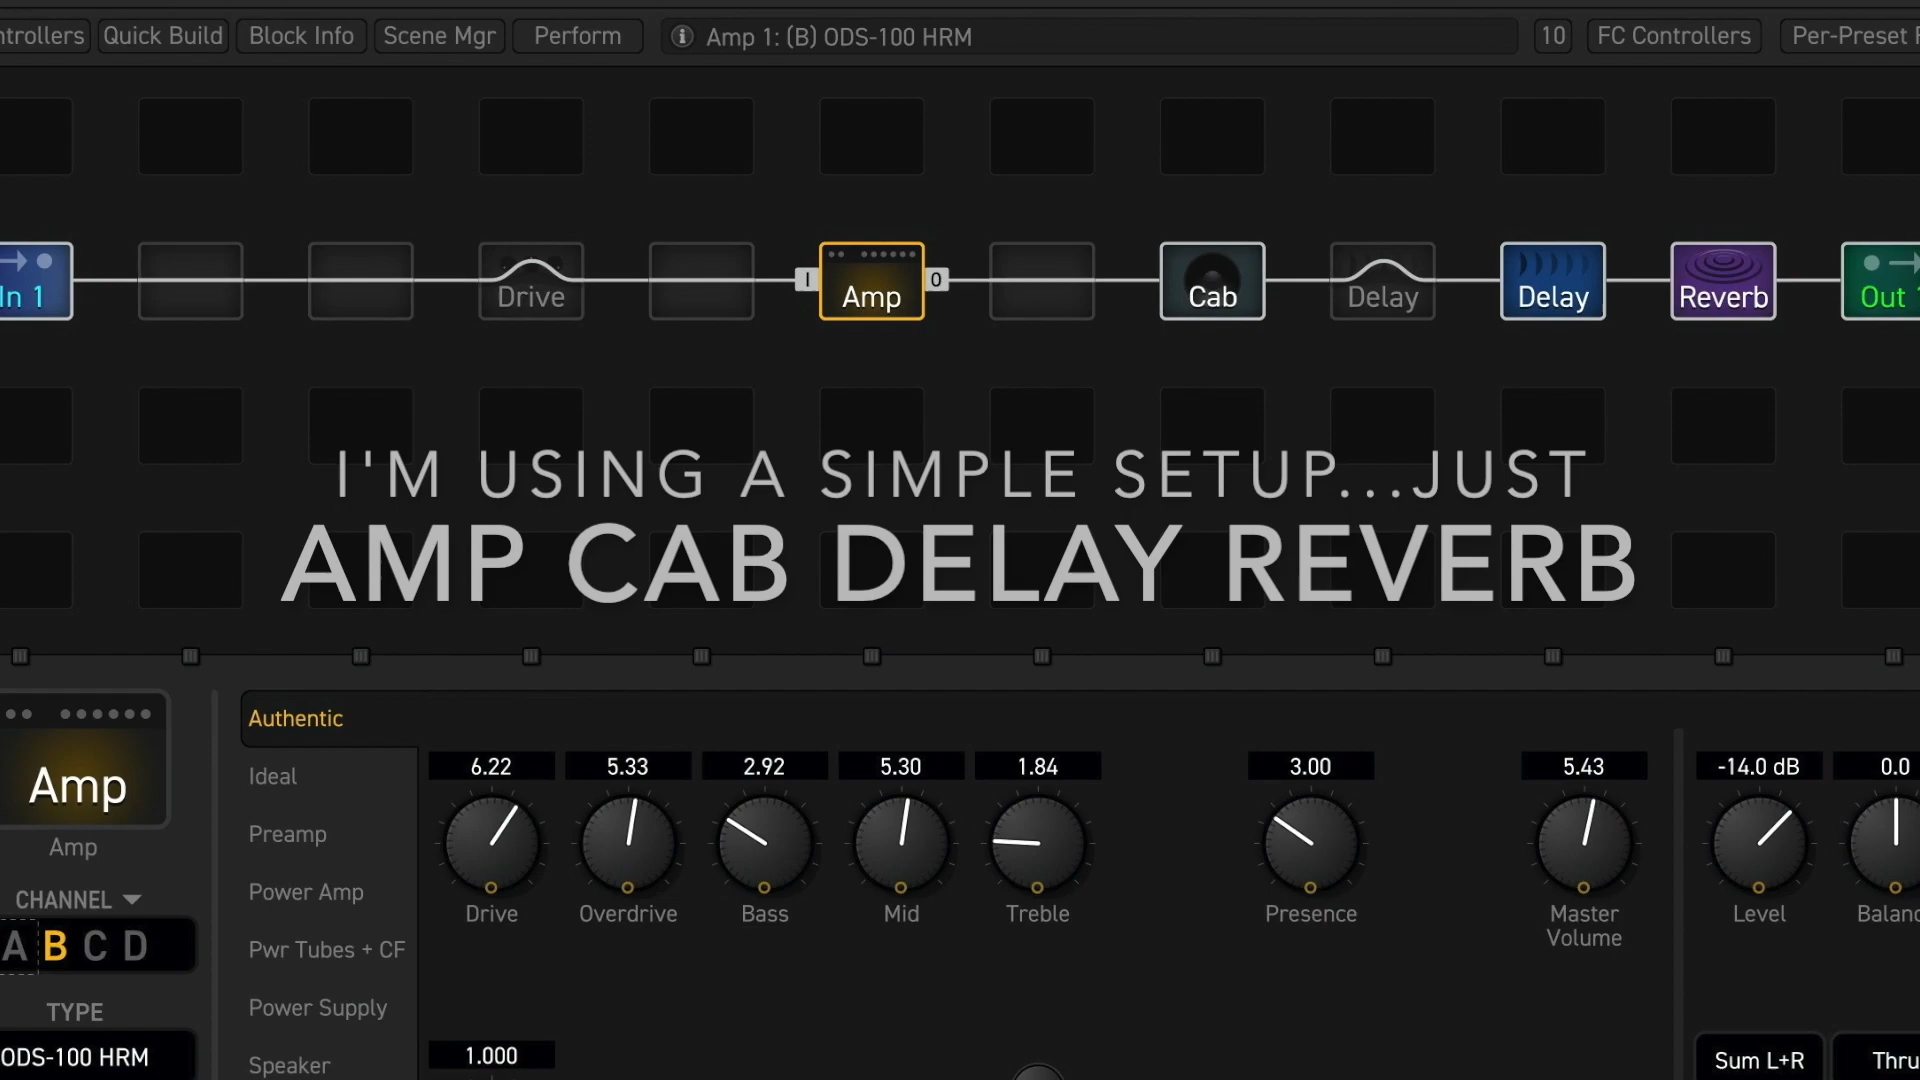 Quick Build
Block Info
Scene Mgr
Perform
Amp 1: (B) ODS-100 HRM
10
FC Controllers
Per-Preset
In 1
Drive
I
Amp
O
Cab
Delay
Delay
Reverb
Out
I'M USING A SIMPLE SETUP...JUST
AMP CAB DELAY REVERB
Amp
Amp
CHANNEL
A B C D
TYPE
ODS-100 HRM
Authentic
Ideal
Preamp
Power Amp
Pwr Tubes + CF
Power Supply
Speaker
6.22
5.33
2.92
5.30
1.84
3.00
5.43
-14.0 dB
0.0
Drive
Overdrive
Bass
Mid
Treble
Presence
Master
Volume
Level
Balanc
1.000
Sum L+R
Thru